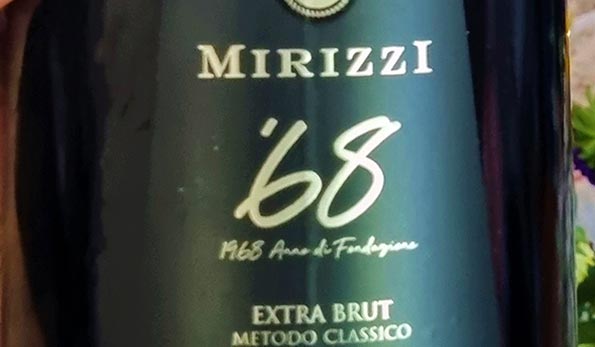 MIRIZZI
'68
1968 Anno di Fondazione
EXTRA BRUT
METODO CLASSICO